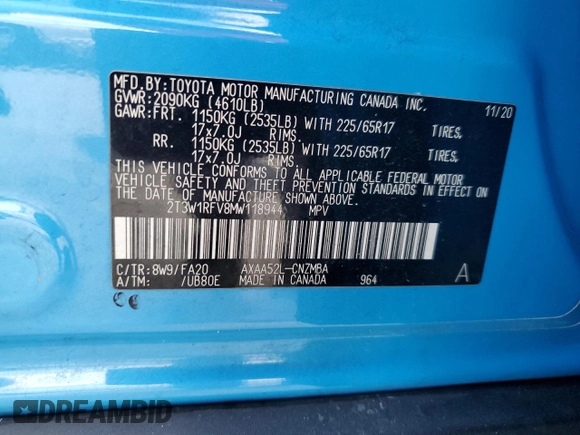 MFD.BY:TOYOTA MOTOR MANUFACTURING CANADA INC.
GVWR:2090KG (4610LB) 11/20
GAWR:FRT. 1150KG (2535LB) WITH 225/65R17 TIRES,
17x7.0J RIMS.
RR. 1150KG (2535LB) WITH 225/65R17 TIRES,
17x7.0J RIMS.
THIS VEHICLE CONFORMS TO ALL APPLICABLE FEDERAL MOTOR
VEHICLE SAFETY AND THEFT PREVENTION STANDARDS IN EFFECT ON
THE DATE OF MANUFACTURE SHOWN ABOVE.
2T3W1RFV8MW118944 MPV
C/TR:8W9/FA20 AXAA52L-CNZMBA A
A/TM: /UB80E MADE IN CANADA 964
DREAMBID